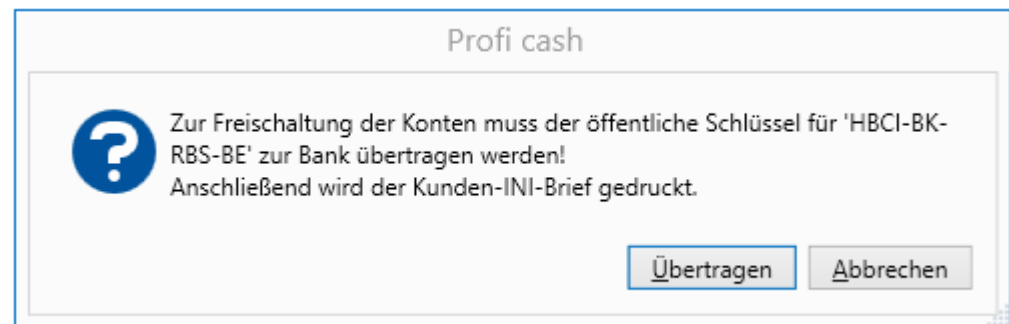 Profi cash
Zur Freischaltung der Konten muss der öffentliche Schlüssel für 'HBCI-BK-
RBS-BE' zur Bank übertragen werden!
Anschließend wird der Kunden-INI-Brief gedruckt.
Übertragen Abbrechen